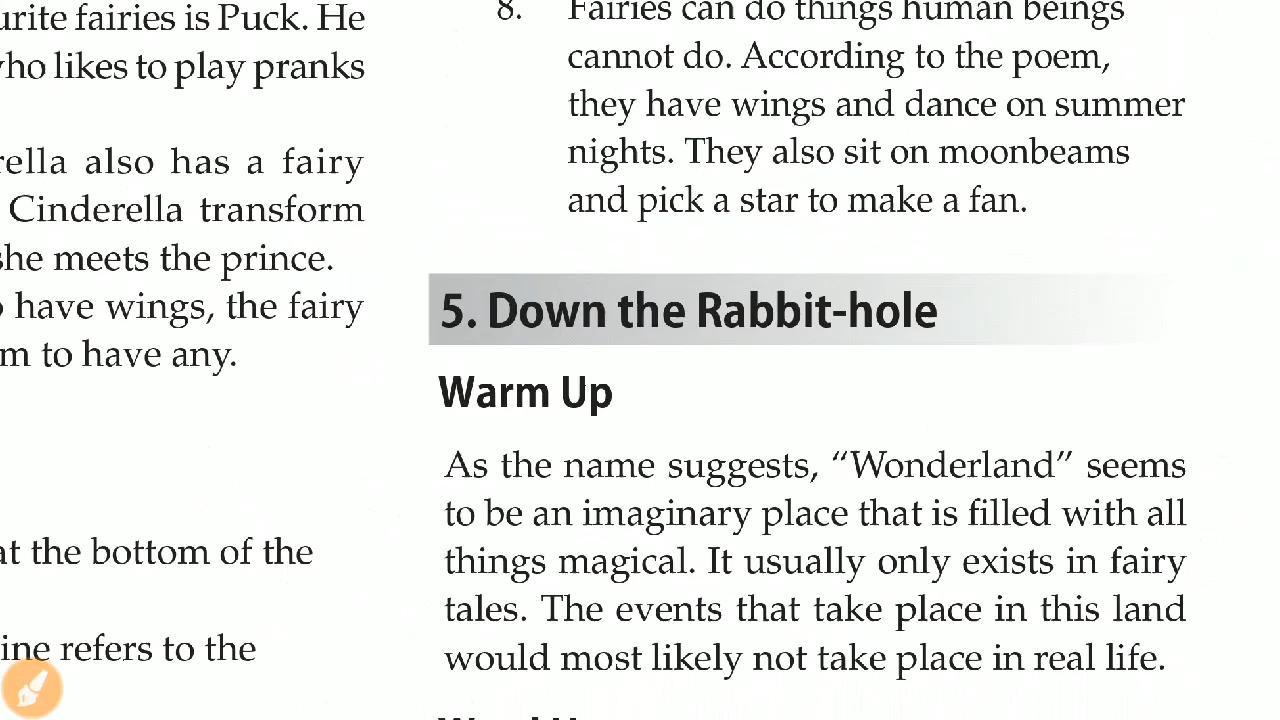 urite fairies is Puck. He
who likes to play pranks
rella also has a fairy
Cinderella transform
she meets the prince.
have wings, the fairy
m to have any.
at the bottom of the
ine refers to the
8. Fairies can do things human beings
cannot do. According to the poem,
they have wings and dance on summer
nights. They also sit on moonbeams
and pick a star to make a fan.
5. Down the Rabbit-hole
Warm Up
As the name suggests, “Wonderland” seems
to be an imaginary place that is filled with all
things magical. It usually only exists in fairy
tales. The events that take place in this land
would most likely not take place in real life.